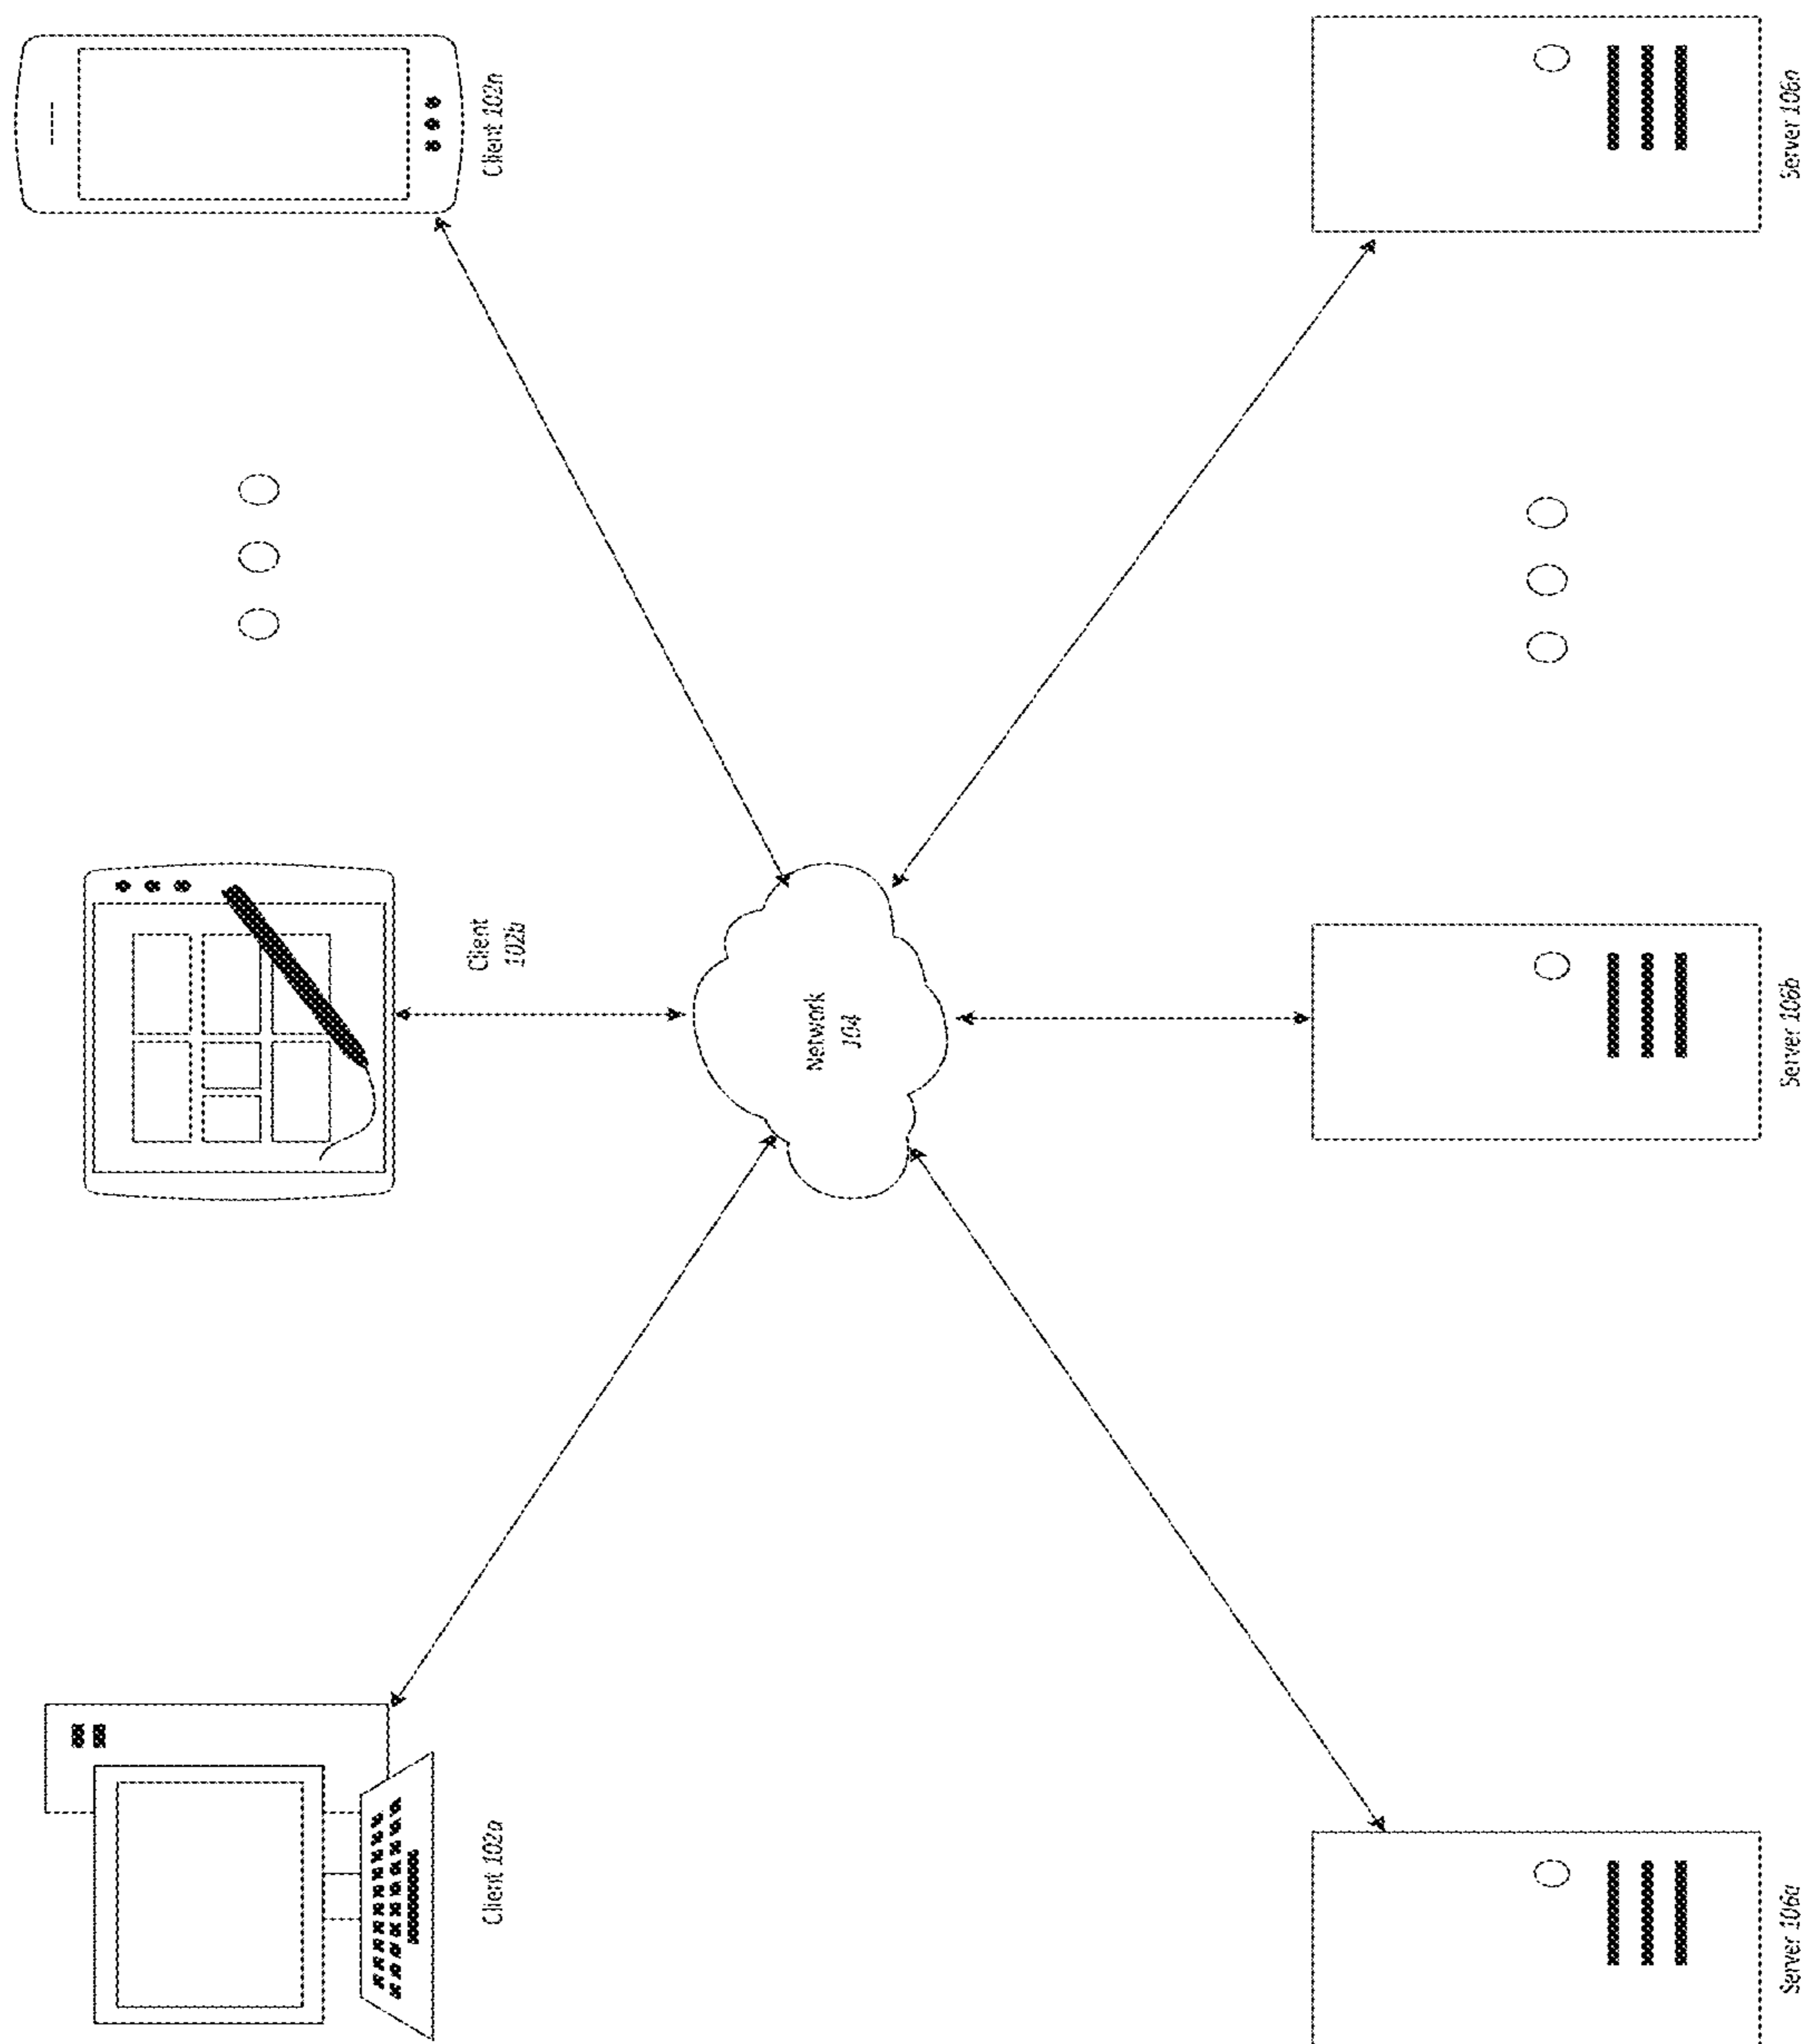 Client 102a
Client
102b
Client 102n
Network
104
Server 106a
Server 106b
Server 106n